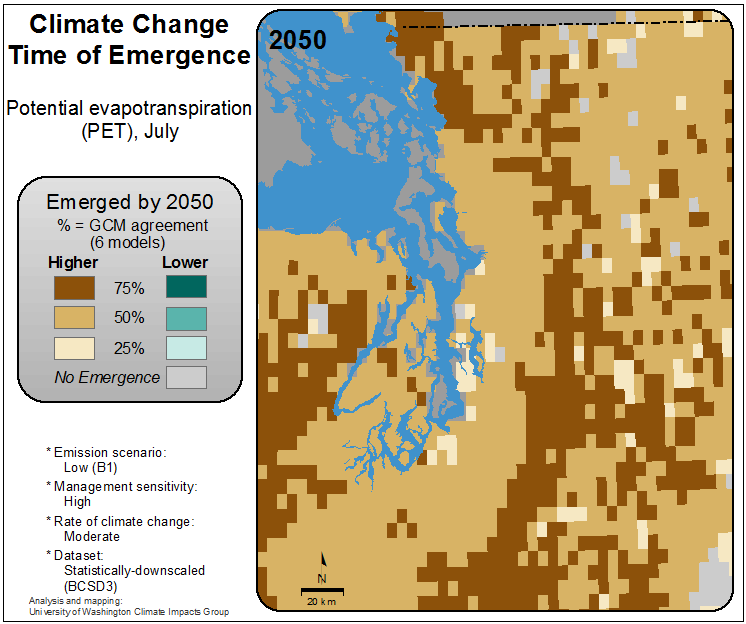 Climate Change
Time of Emergence
Potential evapotranspiration
(PET), July
Emerged by 2050
% = GCM agreement
(6 models)
Higher Lower
75%
50%
25%
No Emergence
* Emission scenario:
Low (B1)
* Management sensitivity:
High
* Rate of climate change:
Moderate
* Dataset:
Statistically-downscaled
(BCSD3)
Analysis and mapping:
University of Washington Climate Impacts Group
2050
N
20 km